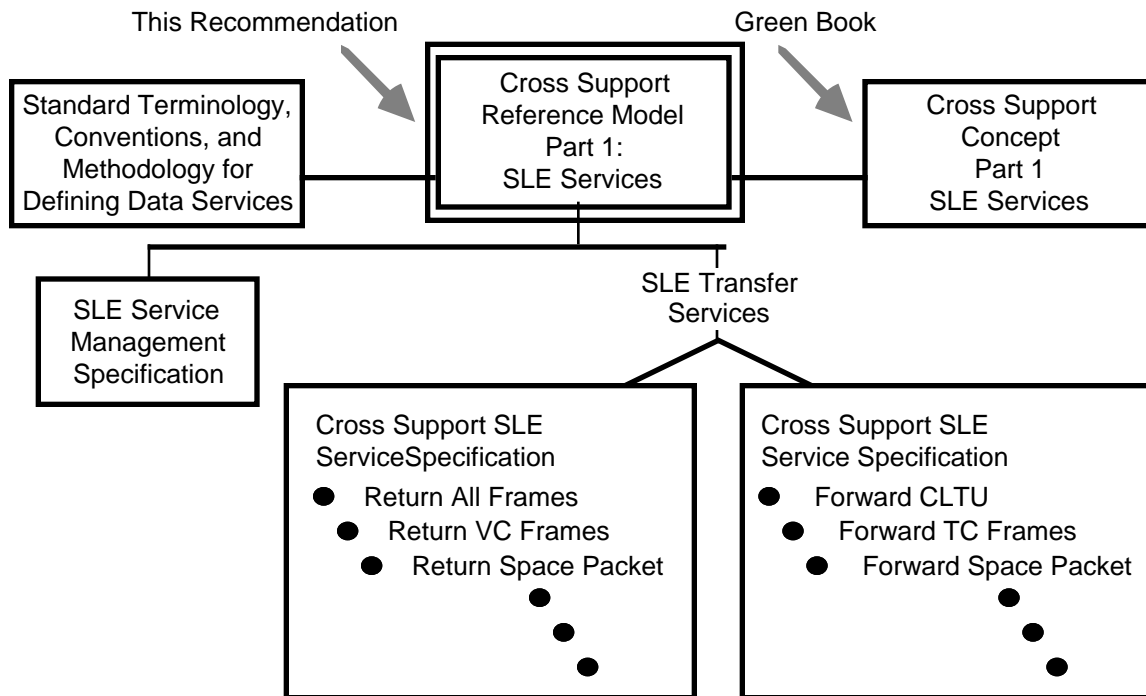 This Recommendation
Green Book
Standard Terminology,
Conventions, and
Methodology for
Defining Data Services
Cross Support
Reference Model
Part 1:
SLE Services
Cross Support
Concept
Part 1
SLE Services
SLE Service
Management
Specification
SLE Transfer
Services
Cross Support SLE
ServiceSpecification
Return All Frames
Return VC Frames
Return Space Packet
Cross Support SLE
Service Specification
Forward CLTU
Forward TC Frames
Forward Space Packet